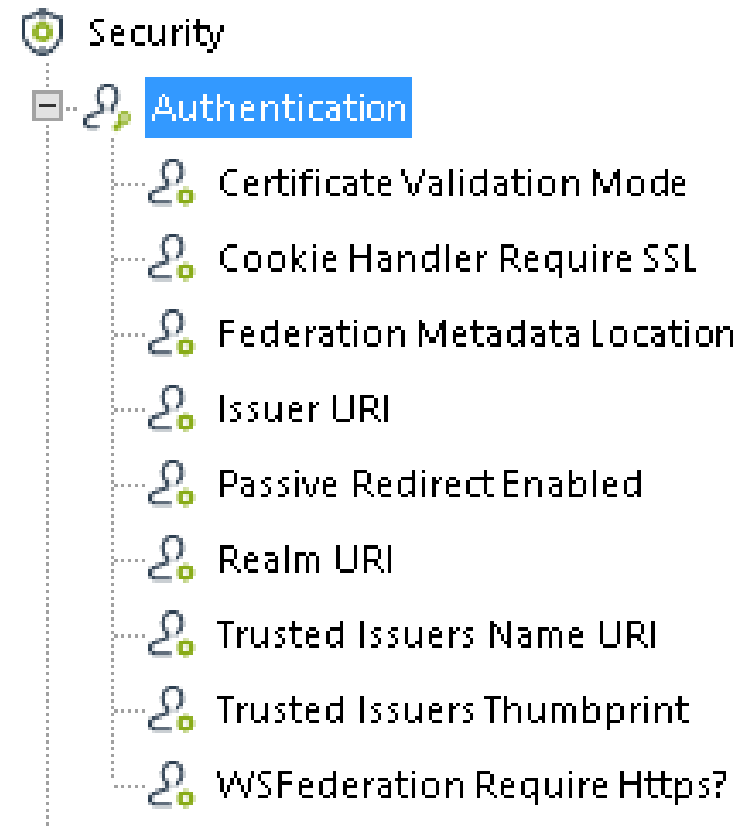 Security
Authentication
Certificate Validation Mode
Cookie Handler Require SSL
Federation Metadata Location
Issuer URI
Passive Redirect Enabled
Realm URI
Trusted Issuers Name URI
Trusted Issuers Thumbprint
WSFederation Require Https?